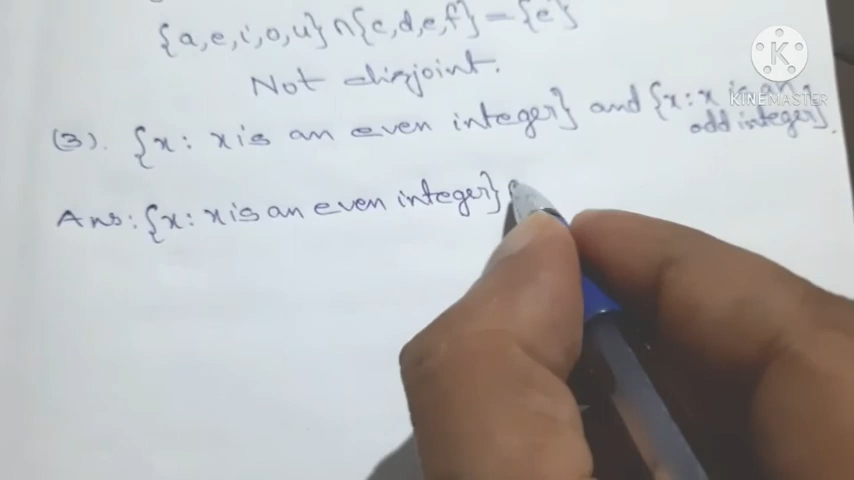 {a,e,i,o,u} ∩ {c,d,e,f} = {e}
Not disjoint.
(3). {x: x is an even integer} and {x: x is an odd integer}.
Ans: {x: x is an even integer}
K
KINEMASTER